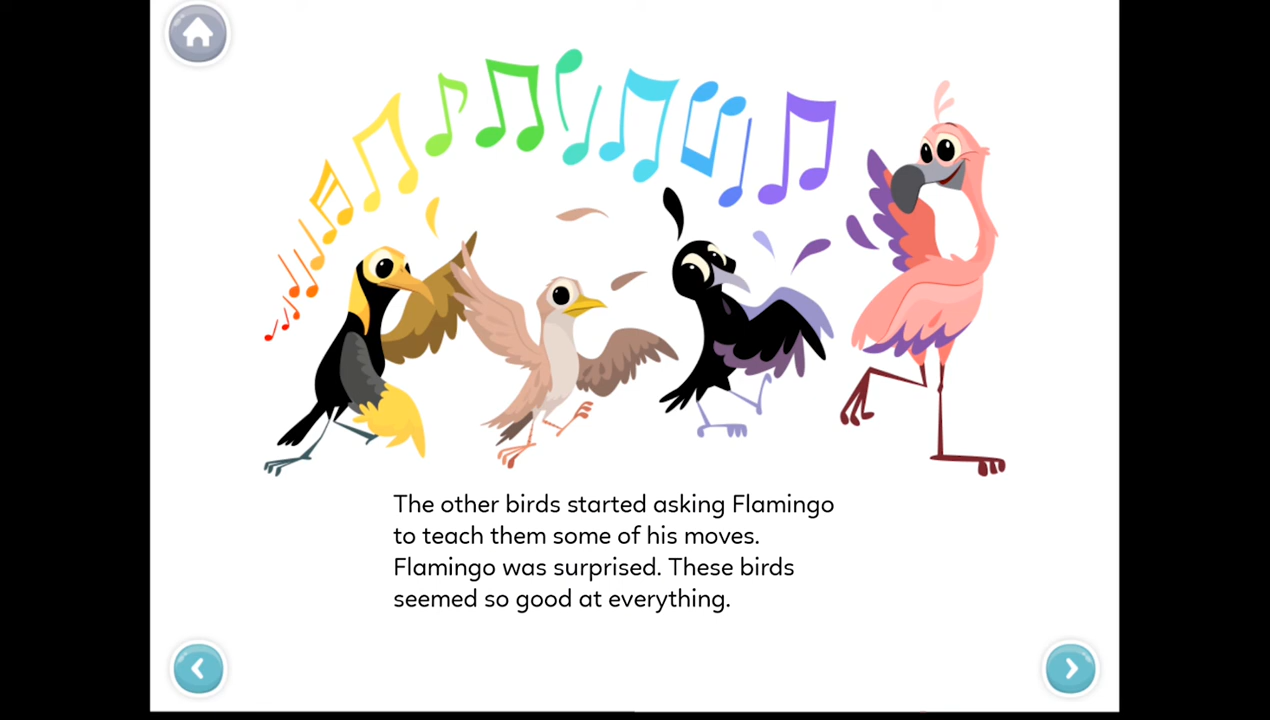 The other birds started asking Flamingo
to teach them some of his moves.
Flamingo was surprised. These birds
seemed so good at everything.